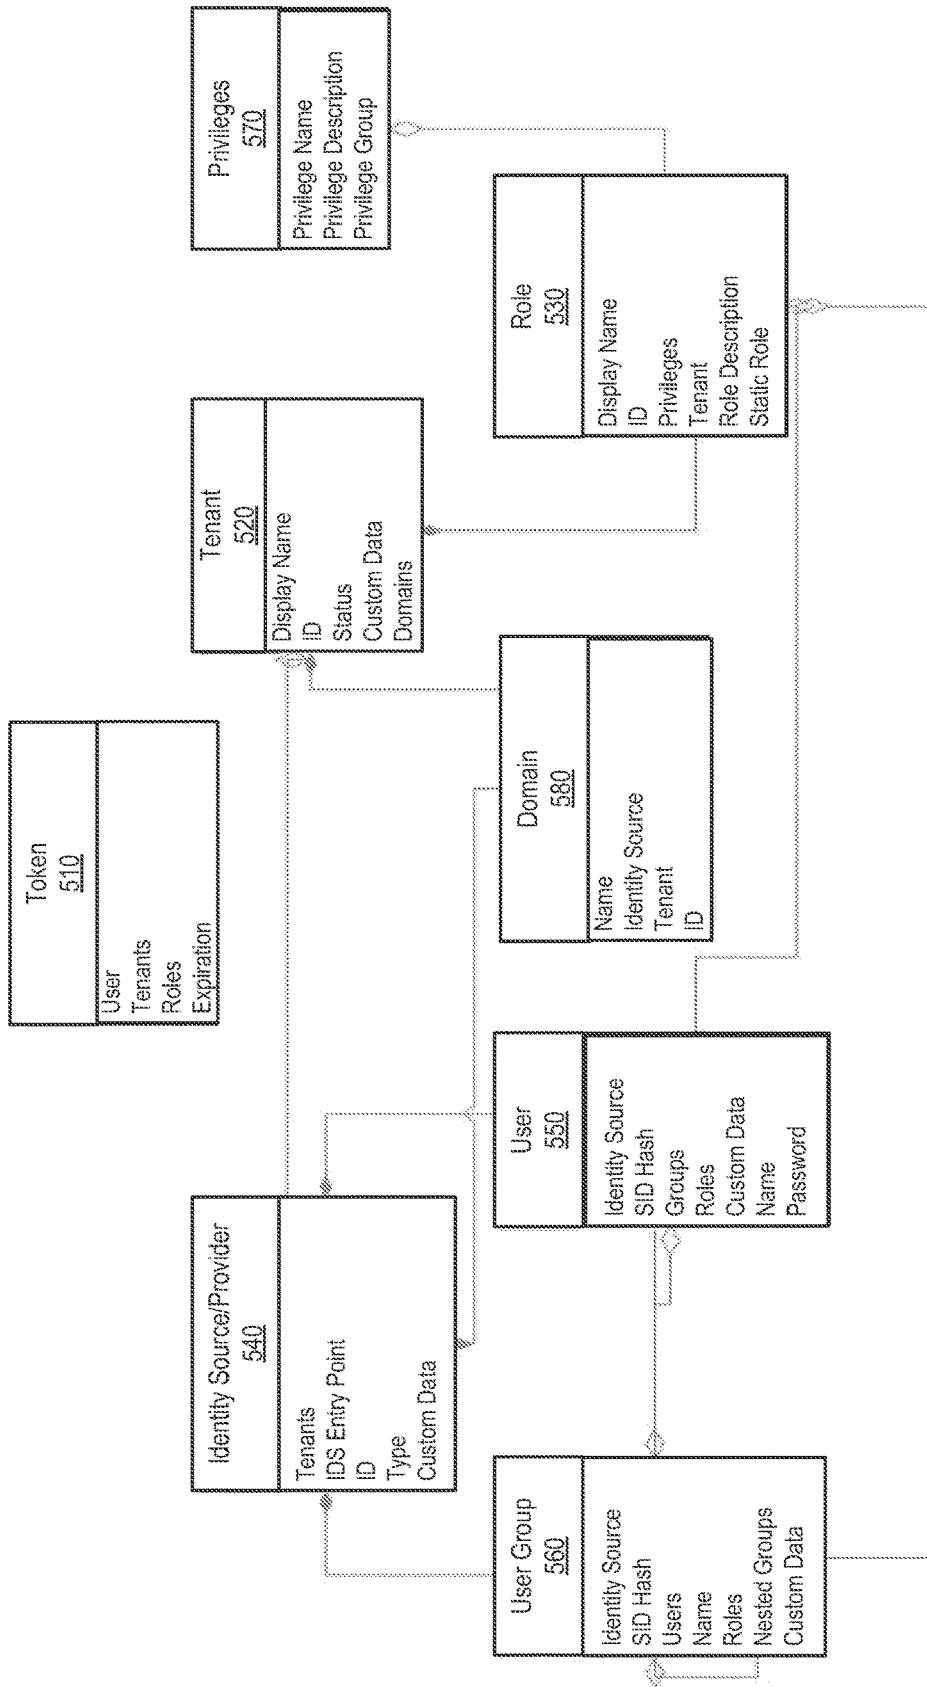 Token
510
User
Tenants
Roles
Expiration
Identity Source/Provider
540
Tenants
IDS Entry Point
ID
Type
Custom Data
Tenant
520
Display Name
ID
Status
Custom Data
Domains
Privileges
570
Privilege Name
Privilege Description
Privilege Group
User Group
560
Identity Source
SID Hash
Users
Name
Roles
Nested Groups
Custom Data
User
550
Identity Source
SID Hash
Groups
Roles
Custom Data
Name
Password
Domain
580
Name
Identity Source
Tenant
ID
Role
530
Display Name
ID
Privileges
Tenant
Role Description
Static Role